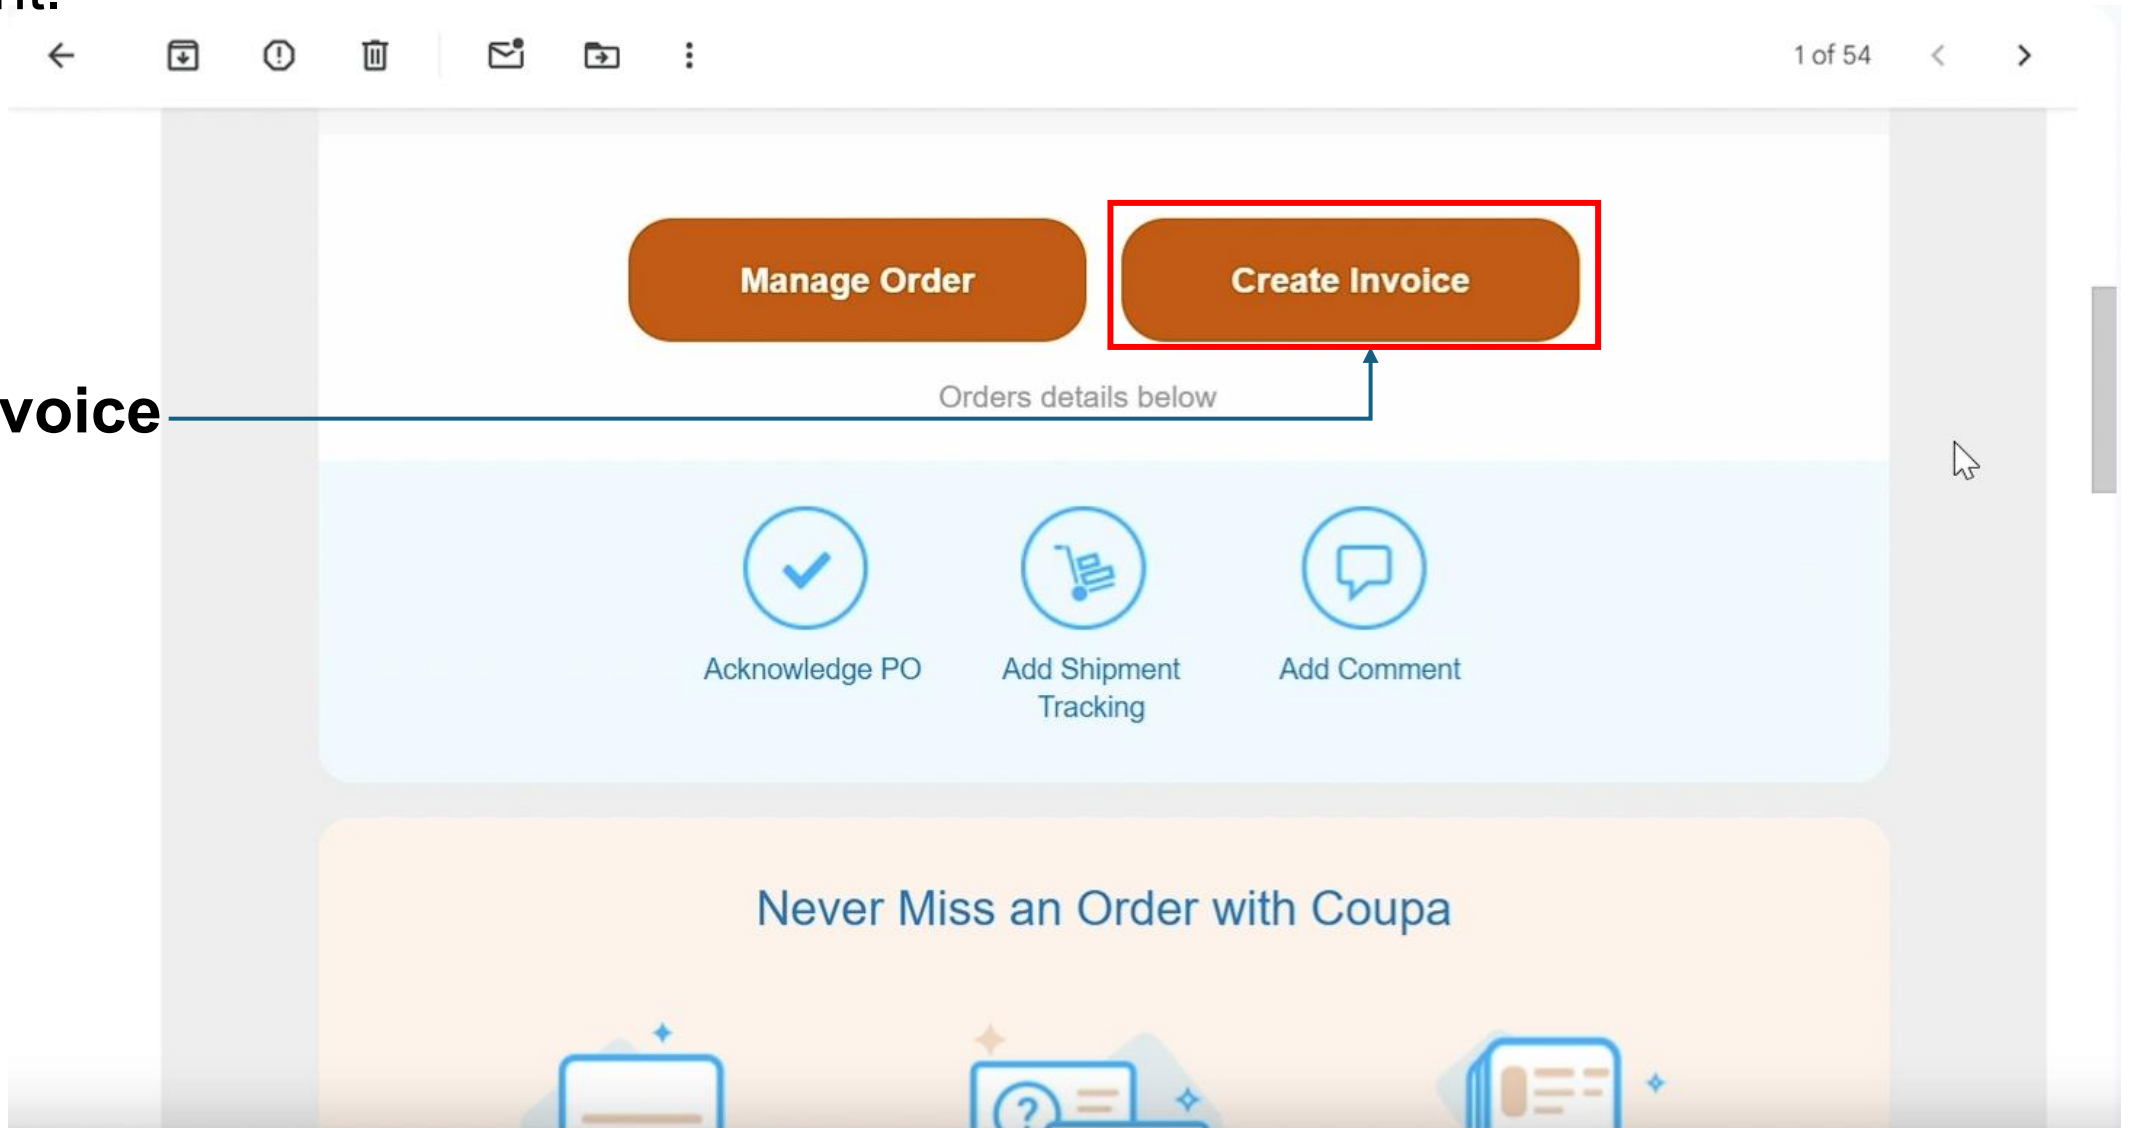 1 of 54
Manage Order
Create Invoice
Orders details below
voice
Acknowledge PO
Add Shipment
Tracking
Add Comment
Never Miss an Order with Coupa
?